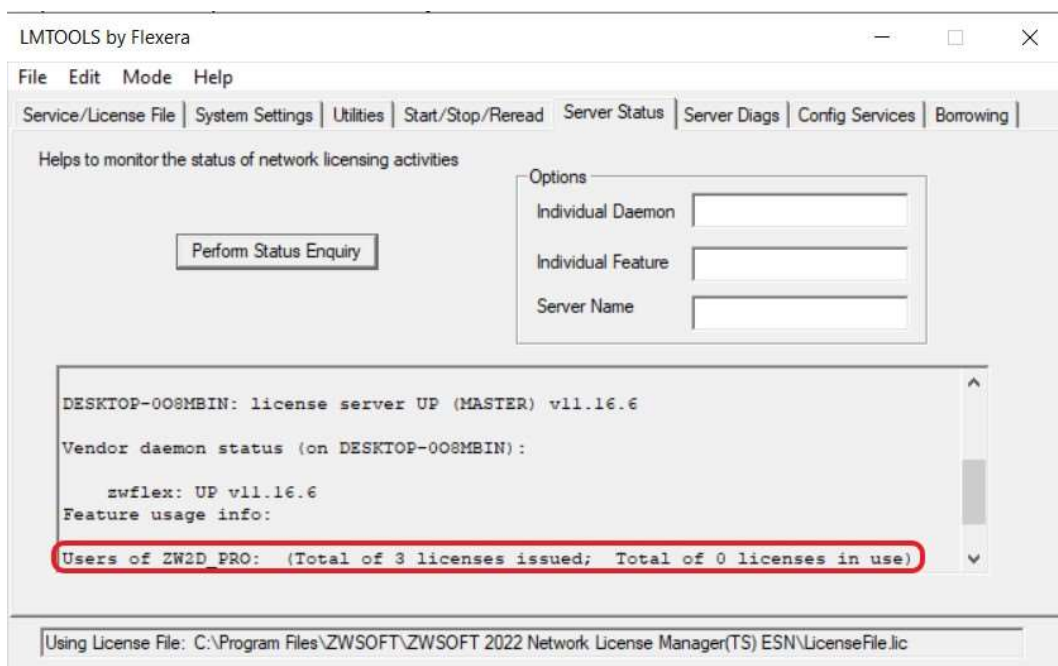 LMTOOLS by Flexera
File Edit Mode Help
Service/License File System Settings Utilities Start/Stop/Reread Server Status Server Diags Config Services Borrowing
Helps to monitor the status of network licensing activities
Options
Individual Daemon
Perform Status Enquiry
Individual Feature
Server Name
DESKTOP-0O8MBIN: license server UP (MASTER) v11.16.6
Vendor daemon status (on DESKTOP-0O8MBIN):
zwflex: UP v11.16.6
Feature usage info:
Users of ZW2D_PRO: (Total of 3 licenses issued; Total of 0 licenses in use)
Using License File: C:\Program Files\ZWSOFT\ZWSOFT 2022 Network License Manager(TS) ESN\LicenseFile.lic